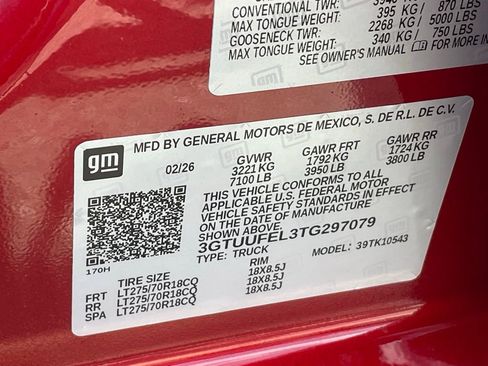 CONVENTIONAL TWR: 3946 KG
MAX TONGUE WEIGHT: 395 KG / 870 LBS
GOOSENECK TWR: 2268 KG / 5000 LBS
MAX TONGUE WEIGHT: 340 KG / 750 LBS
SEE OWNER'S MANUAL FOR MORE IN
gm
MFD BY GENERAL MOTORS DE MEXICO, S. DE R.L. DE C.V.
02/26
GVWR GAWR FRT GAWR RR
3221 KG 1792 KG 1724 KG
7100 LB 3950 LB 3800 LB
THIS VEHICLE CONFORMS TO ALL
APPLICABLE U.S. FEDERAL MOTOR
VEHICLE SAFETY STANDARDS IN EFFECT
ON THE DATE OF MANUFACTURE SHOWN ABOVE.
3GTUUFEL3TG297079
TYPE: TRUCK MODEL: 39TK10543
170H
TIRE SIZE RIM
FRT LT275/70R18CQ 18X8.5J
RR LT275/70R18CQ 18X8.5J
SPA LT275/70R18CQ 18X8.5J